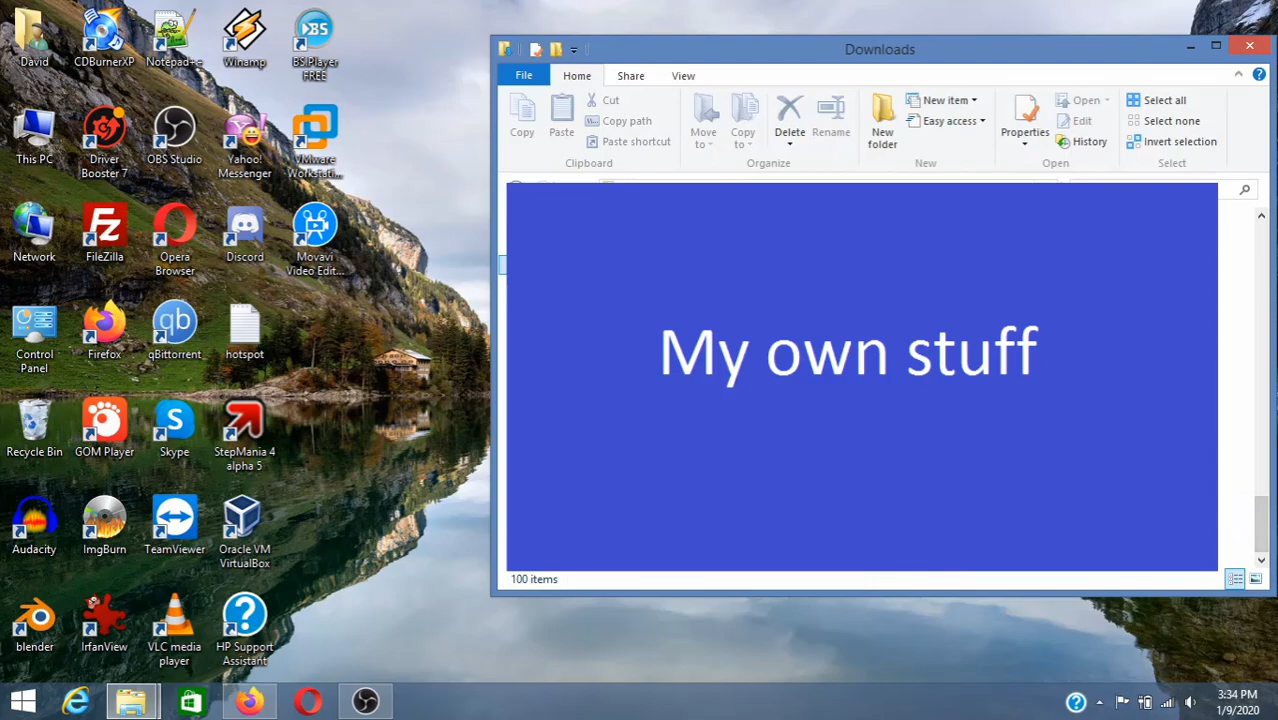 David
CDBurnerXP
Notepad++
Winamp
BS.Player
FREE
This PC
Driver
Booster 7
OBS Studio
Yahoo!
Messenger
VMware
Workstati...
Network
FileZilla
Opera
Browser
Discord
Movavi
Video Edit...
Control
Panel
Firefox
qBittorrent
hotspot
Recycle Bin
GOM Player
Skype
StepMania 4
alpha 5
Audacity
ImgBurn
TeamViewer
Oracle VM
VirtualBox
blender
IrfanView
VLC media
player
HP Support
Assistant
Downloads
File
Home
Share
View
Copy
Paste
Cut
Copy path
Paste shortcut
Clipboard
Move
to
Copy
to
Delete
Rename
Organize
New
folder
New item
Easy access
New
Properties
Open
Edit
History
Open
Select all
Select none
Invert selection
Select
My own stuff
100 items
3:34 PM
1/9/2020